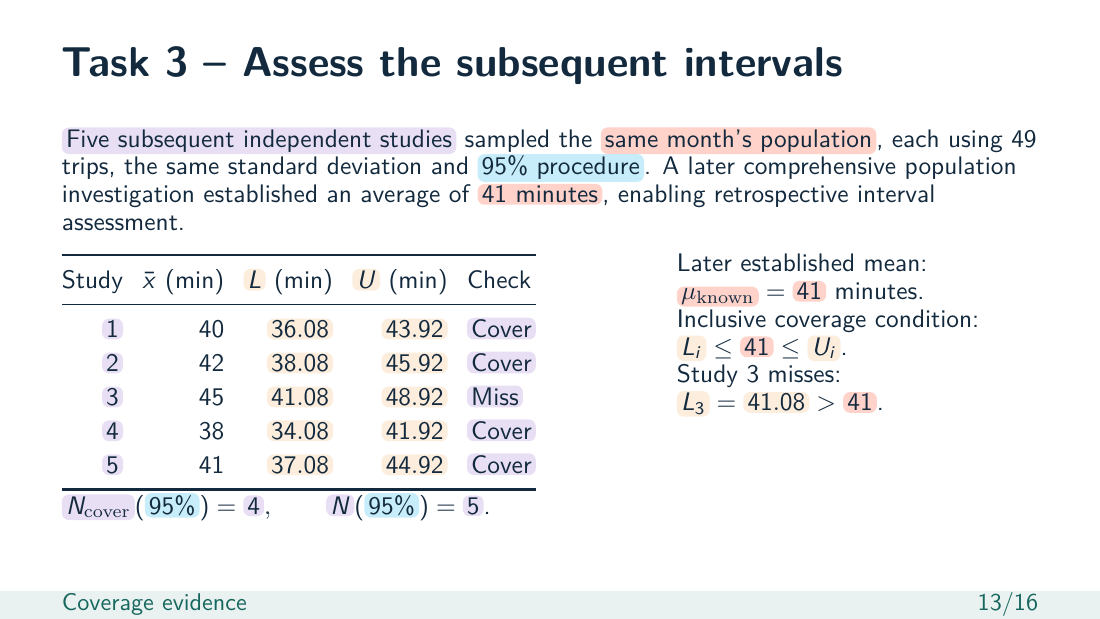 Task 3 – Assess the subsequent intervals
Five subsequent independent studies sampled the same month's population, each using 49
trips, the same standard deviation and 95% procedure. A later comprehensive population
investigation established an average of 41 minutes, enabling retrospective interval
assessment.
Study x̄ (min) L (min) U (min) Check
1 40 36.08 43.92 Cover
2 42 38.08 45.92 Cover
3 45 41.08 48.92 Miss
4 38 34.08 41.92 Cover
5 41 37.08 44.92 Cover
N_cover(95%) = 4, N(95%) = 5.
Later established mean:
μ_known = 41 minutes.
Inclusive coverage condition:
L_i ≤ 41 ≤ U_i.
Study 3 misses:
L_3 = 41.08 > 41.
Coverage evidence
13/16